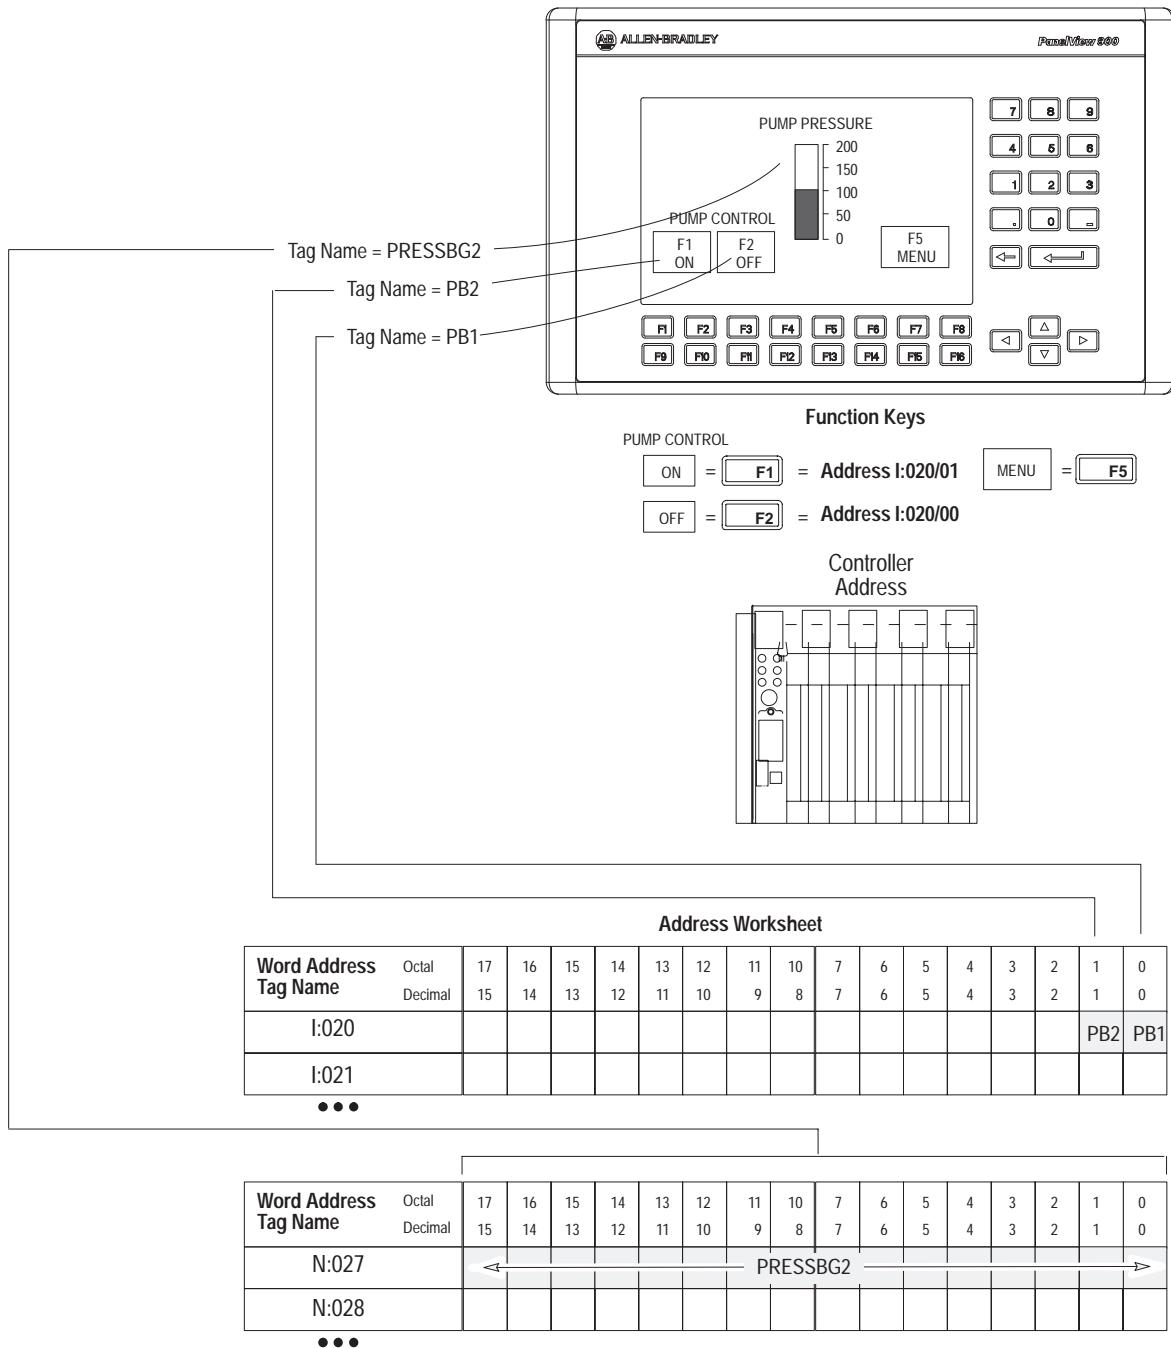 AB ALLEN-BRADLEY
PanelView 900
PUMP PRESSURE
200
150
100
50
0
PUMP CONTROL
F1
ON
F2
OFF
F5
MENU
7 8 9
4 5 6
1 2 3
. 0 -
F1 F2 F3 F4 F5 F6 F7 F8
F9 F10 F11 F12 F13 F14 F15 F16
Tag Name = PRESSBG2
Tag Name = PB2
Tag Name = PB1
Function Keys
PUMP CONTROL
ON = F1 = Address I:020/01 MENU = F5
OFF = F2 = Address I:020/00
Controller
Address
Address Worksheet
Word Address Octal 17 16 15 14 13 12 11 10 7 6 5 4 3 2 1 0
Tag Name Decimal 15 14 13 12 11 10 9 8 7 6 5 4 3 2 1 0
I:020 PB2 PB1
I:021
•••
Word Address Octal 17 16 15 14 13 12 11 10 7 6 5 4 3 2 1 0
Tag Name Decimal 15 14 13 12 11 10 9 8 7 6 5 4 3 2 1 0
N:027 PRESSBG2
N:028
•••